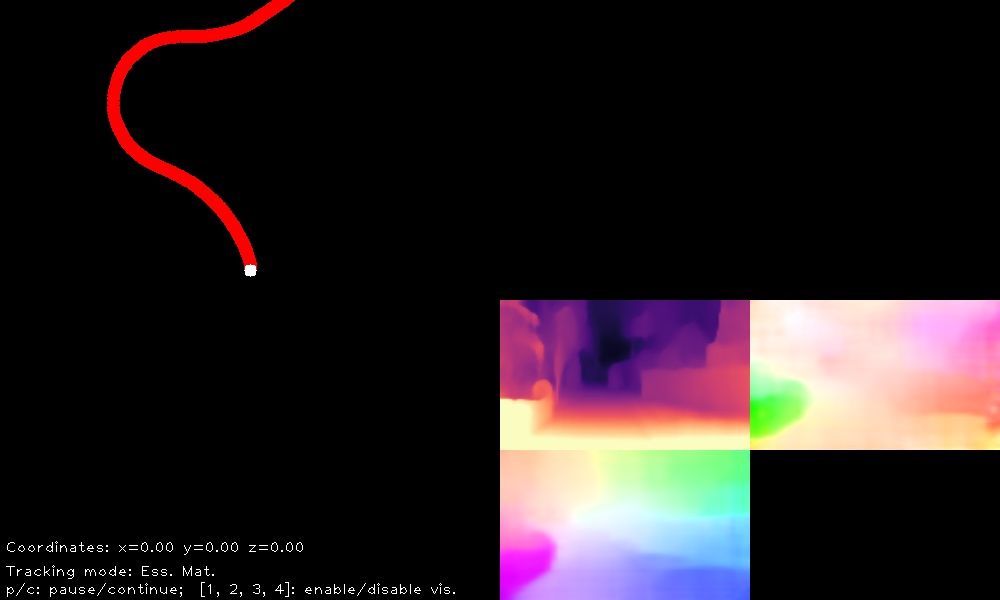 Coordinates: x=0.00 y=0.00 z=0.00
Tracking mode: Ess. Mat.
p/c: pause/continue;  [1, 2, 3, 4]: enable/disable vis.